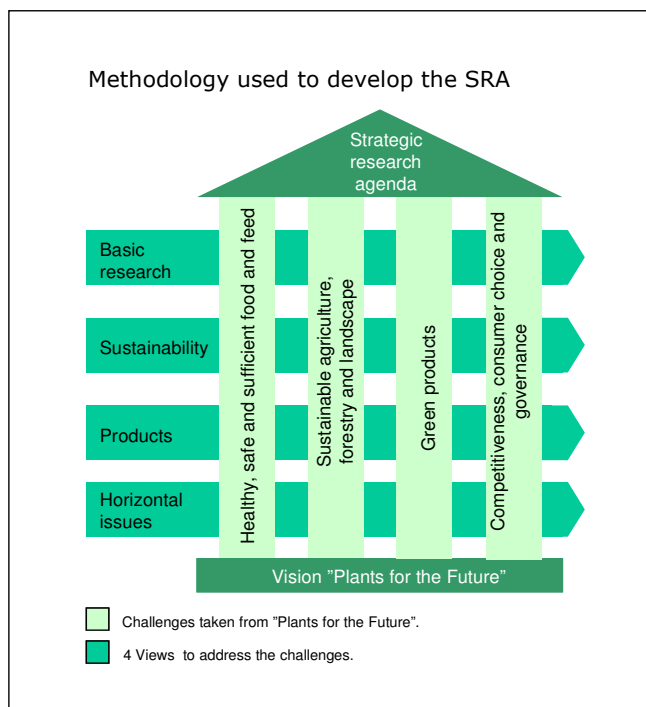 Methodology used to develop the SRA
Strategic
research
agenda
Basic
research
Sustainability
Products
Horizontal
issues
Healthy, safe and sufficient food and feed
Sustainable agriculture,
forestry and landscape
Green products
Competitiveness, consumer choice and
governance
Vision ”Plants for the Future”
Challenges taken from ”Plants for the Future”.
4 Views to address the challenges.